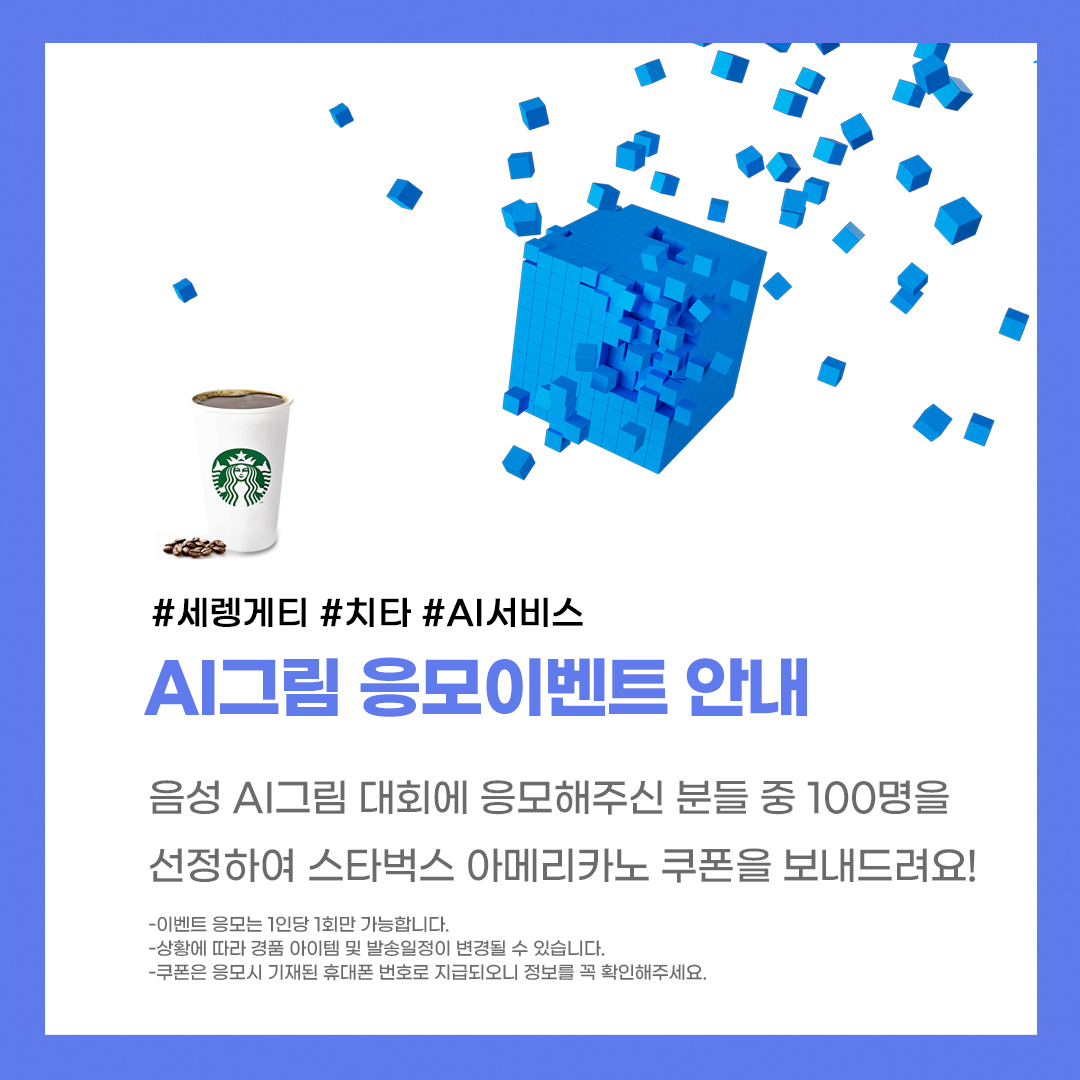 #세렝게티 #치타 #AI서비스
AI그림 응모이벤트 안내
음성 AI그림 대회에 응모해주신 분들 중 100명을
선정하여 스타벅스 아메리카노 쿠폰을 보내드려요!
-이벤트 응모는 1인당 1회만 가능합니다.
-상황에 따라 경품 아이템 및 발송일정이 변경될 수 있습니다.
-쿠폰은 응모시 기재된 휴대폰 번호로 지급되오니 정보를 꼭 확인해주세요.